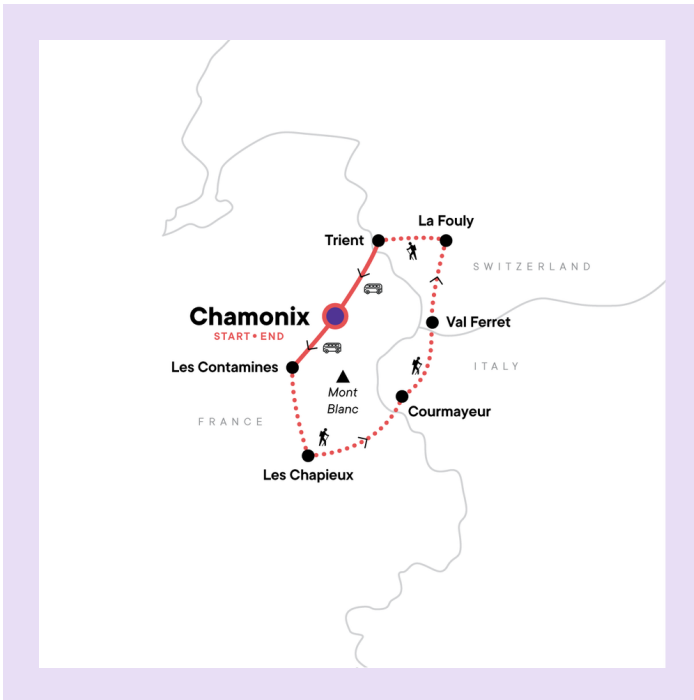 La Fouly
Trient
SWITZERLAND
Chamonix
START • END
Val Ferret
Les Contamines
ITALY
Mont
Blanc
Courmayeur
FRANCE
Les Chapieux